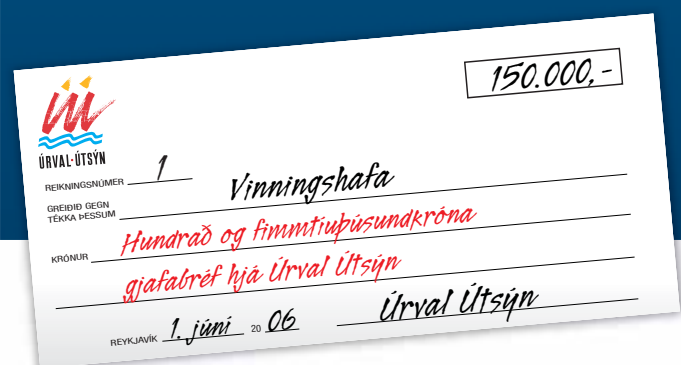 150.000,-
ÚRVAL·ÚTSÝN
REIKNINGSNÚMER 1
GREIÐIÐ GEGN
TÉKKA ÞESSUM Vinningshafa
KRÓNUR Hundrað og fimmtíuþúsundkróna
gjafabréf hjá Úrval Útsýn
REYKJAVÍK 1. júní 20 06 Úrval Útsýn